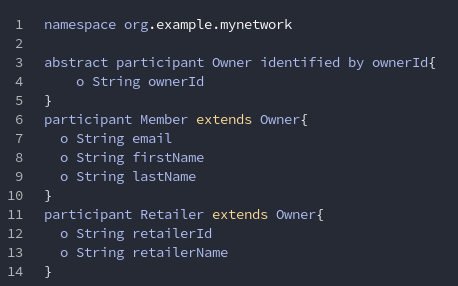 1 namespace org.example.mynetwork
2
3 abstract participant Owner identified by ownerId{
4     o String ownerId
5 }
6 participant Member extends Owner{
7   o String email
8   o String firstName
9   o String lastName
10 }
11 participant Retailer extends Owner{
12   o String retailerId
13   o String retailerName
14 }